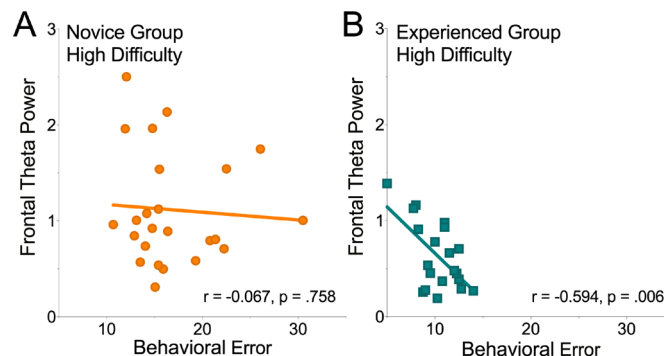 A
Novice Group
High Difficulty
Frontal Theta Power
3
2
1
0
10
20
30
r = -0.067, p = .758
Behavioral Error
B
Experienced Group
High Difficulty
Frontal Theta Power
3
2
1
0
10
20
30
r = -0.594, p = .006
Behavioral Error